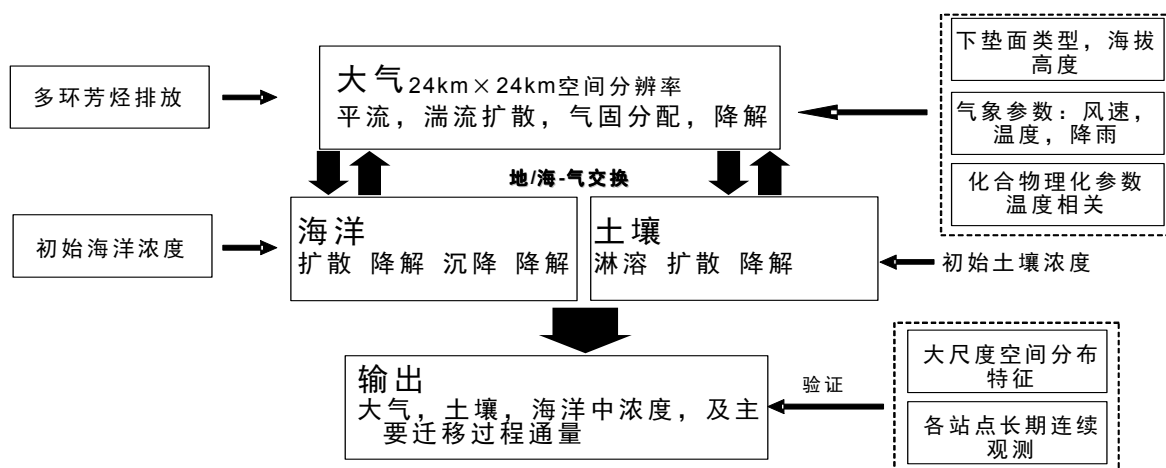 多环芳烃排放
大气 24km×24km空间分辨率
平流，湍流扩散，气固分配，降解
下垫面类型，海拔
高度
气象参数：风速，
温度，降雨
化合物理化参数
温度相关
地/海-气交换
初始海洋浓度
海洋
扩散 降解 沉降 降解
土壤
淋溶 扩散 降解
初始土壤浓度
输出
大气，土壤，海洋中浓度，及主
要迁移过程通量
验证
大尺度空间分布
特征
各站点长期连续
观测